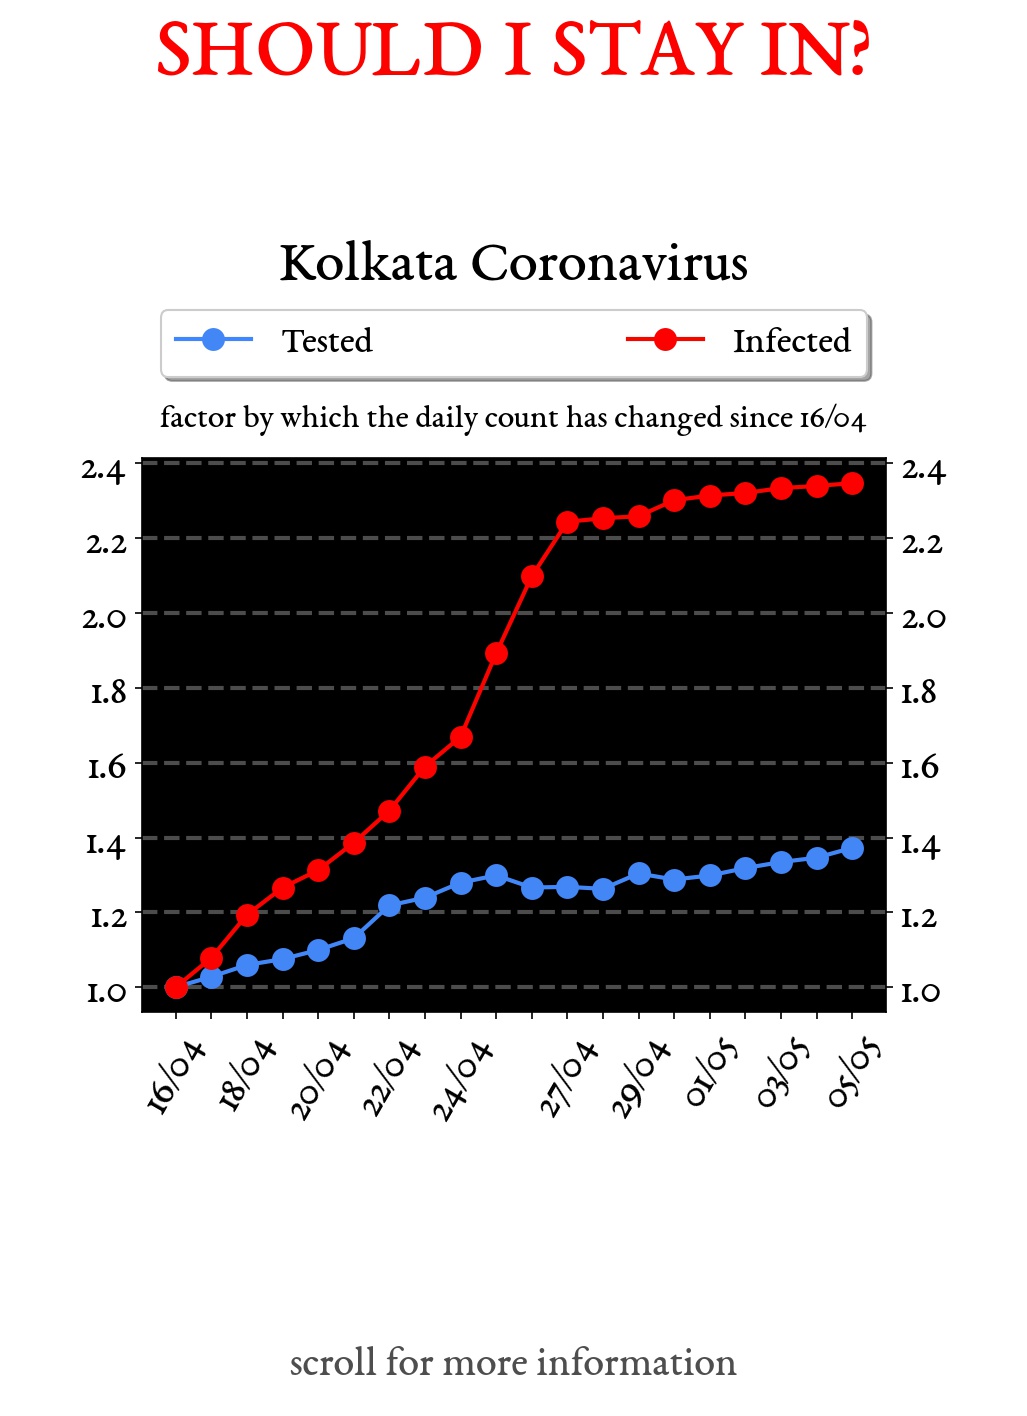 SHOULD I STAY IN?
Kolkata Coronavirus
Tested Infected
factor by which the daily count has changed since 16/04
2.4 2.4
2.2 2.2
2.0 2.0
1.8 1.8
1.6 1.6
1.4 1.4
1.2 1.2
1.0 1.0
16/04 18/04 20/04 22/04 24/04 27/04 29/04 01/05 03/05 05/05
scroll for more information